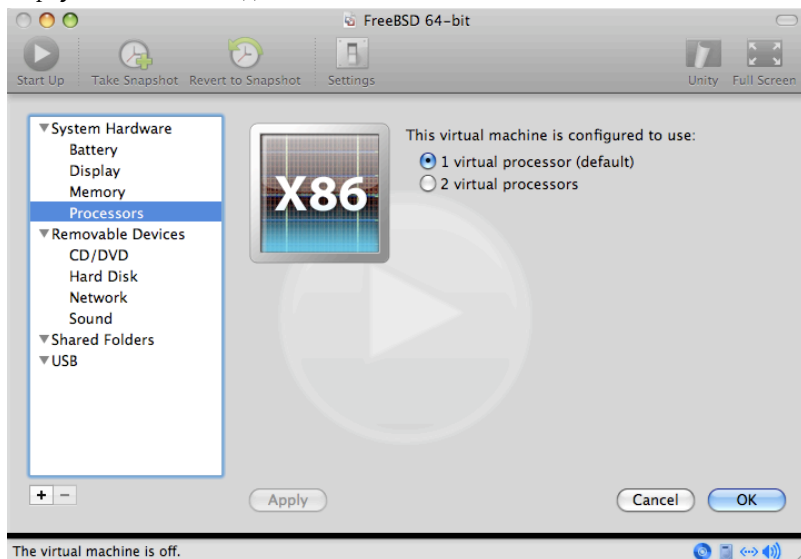 FreeBSD 64-bit
Start Up Take Snapshot Revert to Snapshot Settings Unity Full Screen
System Hardware
Battery
Display
Memory
Processors
Removable Devices
CD/DVD
Hard Disk
Network
Sound
Shared Folders
USB
X86
This virtual machine is configured to use:
1 virtual processor (default)
2 virtual processors
+ −
Apply Cancel OK
The virtual machine is off.